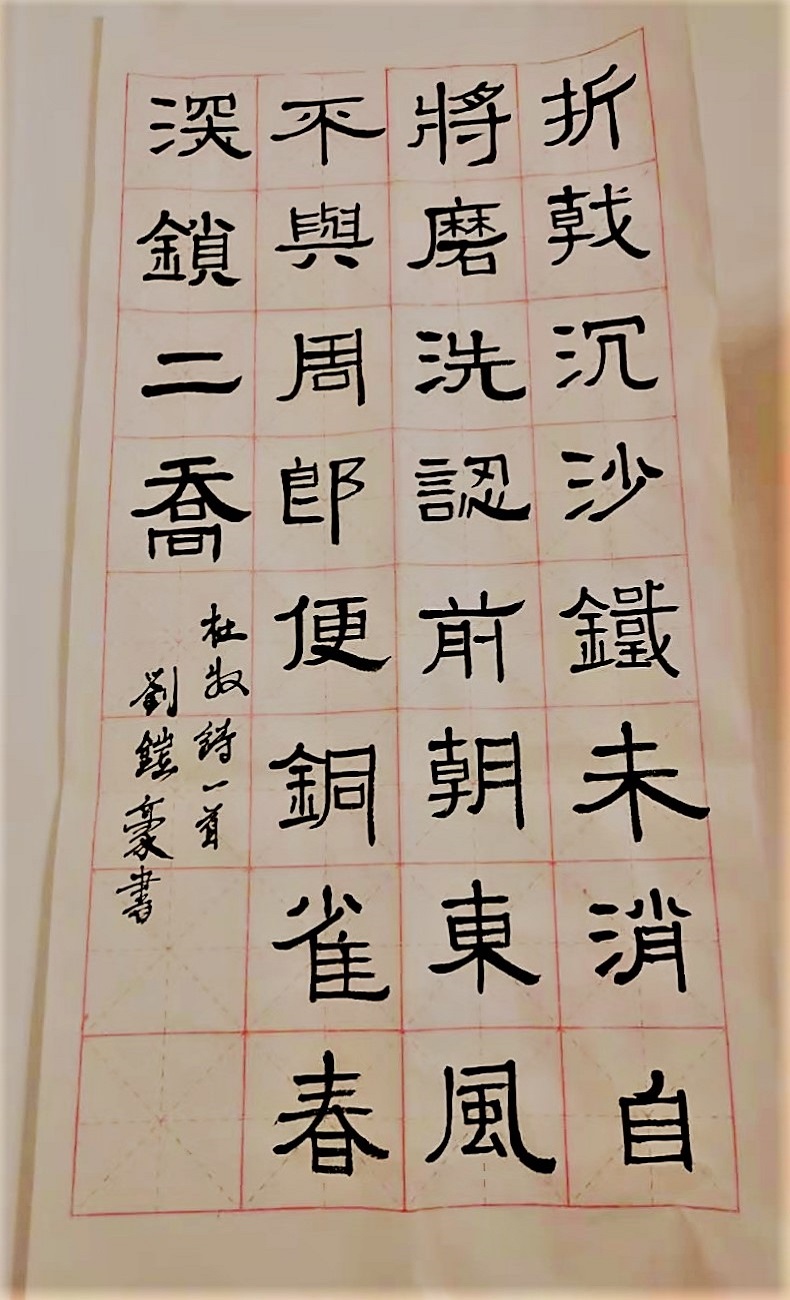 折戟沉沙鐵未消自
將磨洗認前朝東風
不與周郎便銅雀春
深鎖二喬
杜牧詩一首
劉鎧豪書